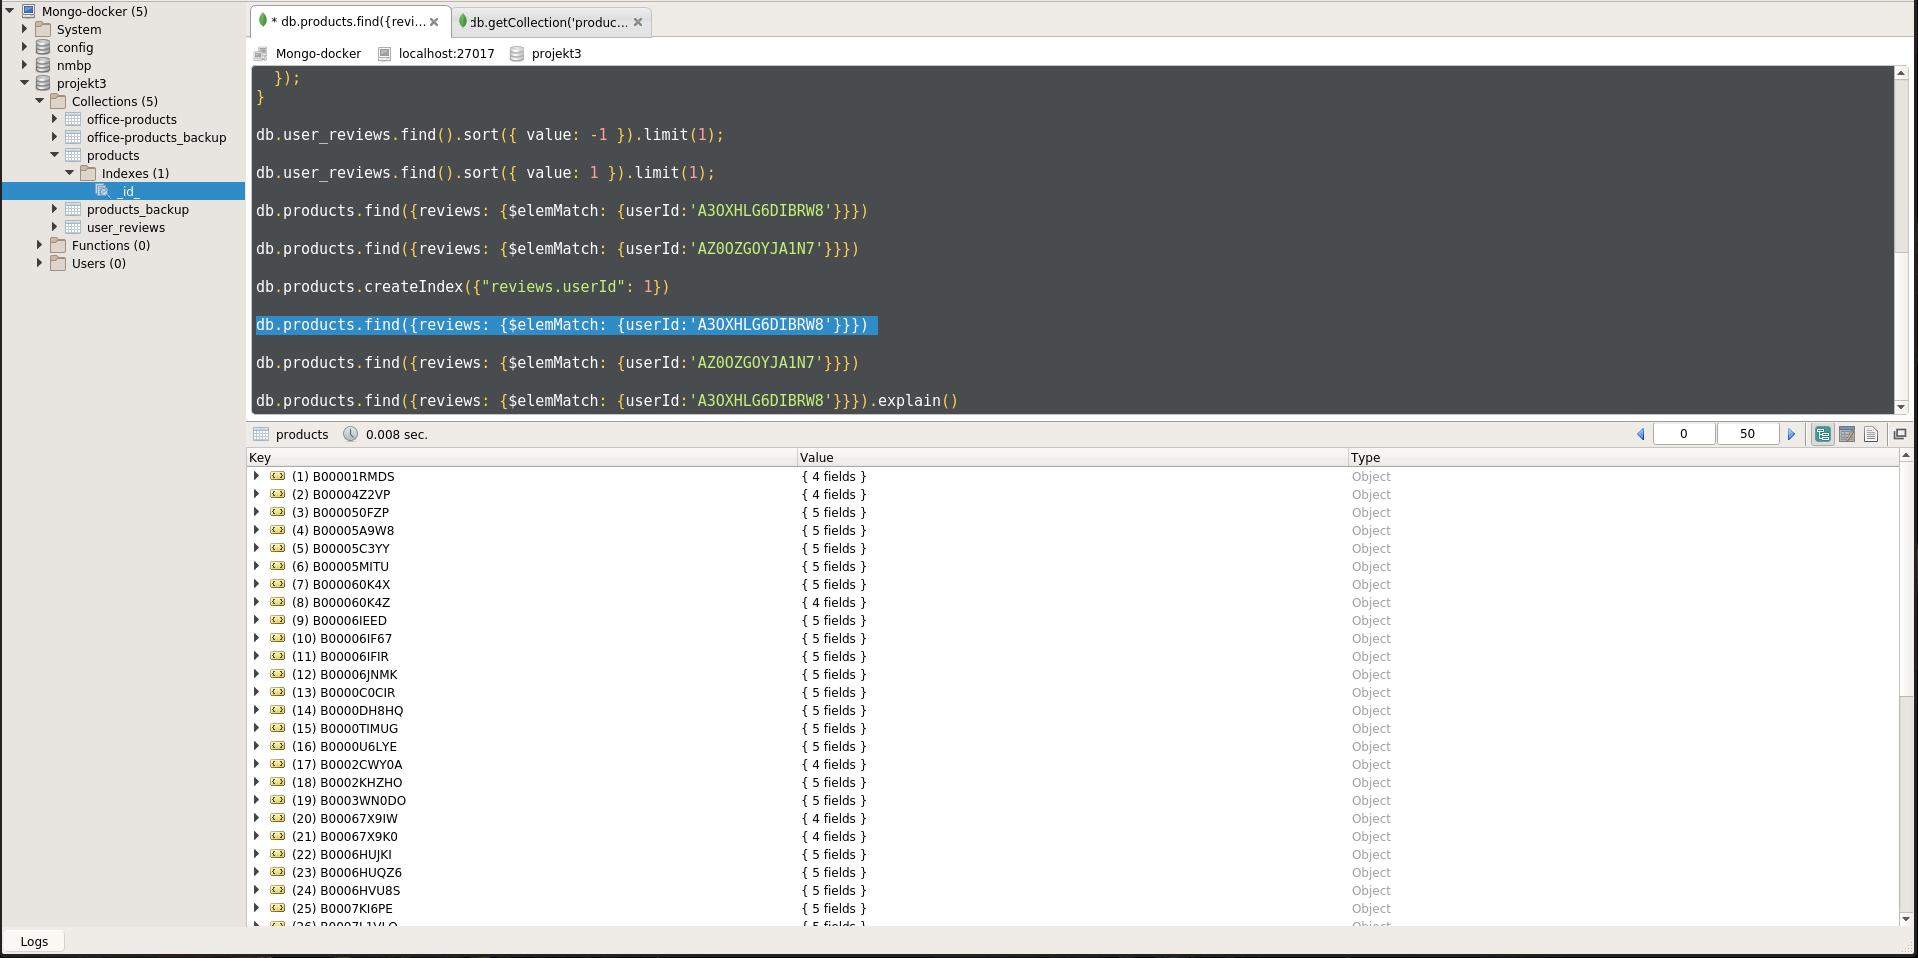 Mongo-docker (5)
System
config
nmbp
projekt3
Collections (5)
office-products
office-products_backup
products
Indexes (1)
_id_
products_backup
user_reviews
Functions (0)
Users (0)
* db.products.find({revi...
db.getCollection('produc...
Mongo-docker localhost:27017 projekt3
});
}
db.user_reviews.find().sort({ value: -1 }).limit(1);
db.user_reviews.find().sort({ value: 1 }).limit(1);
db.products.find({reviews: {$elemMatch: {userId:'A3OXHLG6DIBRW8'}}})
db.products.find({reviews: {$elemMatch: {userId:'AZ0OZGOYJA1N7'}}})
db.products.createIndex({"reviews.userId": 1})
db.products.find({reviews: {$elemMatch: {userId:'A3OXHLG6DIBRW8'}}})
db.products.find({reviews: {$elemMatch: {userId:'AZ0OZGOYJA1N7'}}})
db.products.find({reviews: {$elemMatch: {userId:'A3OXHLG6DIBRW8'}}}).explain()
products 0.008 sec. 0 50
Key Value Type
(1) B00001RMDS { 4 fields } Object
(2) B00004Z2VP { 4 fields } Object
(3) B000050FZP { 5 fields } Object
(4) B00005A9W8 { 5 fields } Object
(5) B00005C3YY { 5 fields } Object
(6) B00005MITU { 5 fields } Object
(7) B000060K4X { 5 fields } Object
(8) B000060K4Z { 4 fields } Object
(9) B00006IEED { 5 fields } Object
(10) B00006IF67 { 5 fields } Object
(11) B00006IFIR { 5 fields } Object
(12) B00006JNMK { 5 fields } Object
(13) B0000C0CIR { 5 fields } Object
(14) B0000DH8HQ { 5 fields } Object
(15) B0000TIMUG { 5 fields } Object
(16) B0000U6LYE { 5 fields } Object
(17) B0002CWY0A { 4 fields } Object
(18) B0002KHZHO { 5 fields } Object
(19) B0003WN0DO { 5 fields } Object
(20) B00067X9IW { 4 fields } Object
(21) B00067X9K0 { 4 fields } Object
(22) B0006HUJKI { 5 fields } Object
(23) B0006HUQZ6 { 5 fields } Object
(24) B0006HVU8S { 5 fields } Object
(25) B0007KI6PE { 5 fields } Object
(26) { 5 fields } Object
Logs